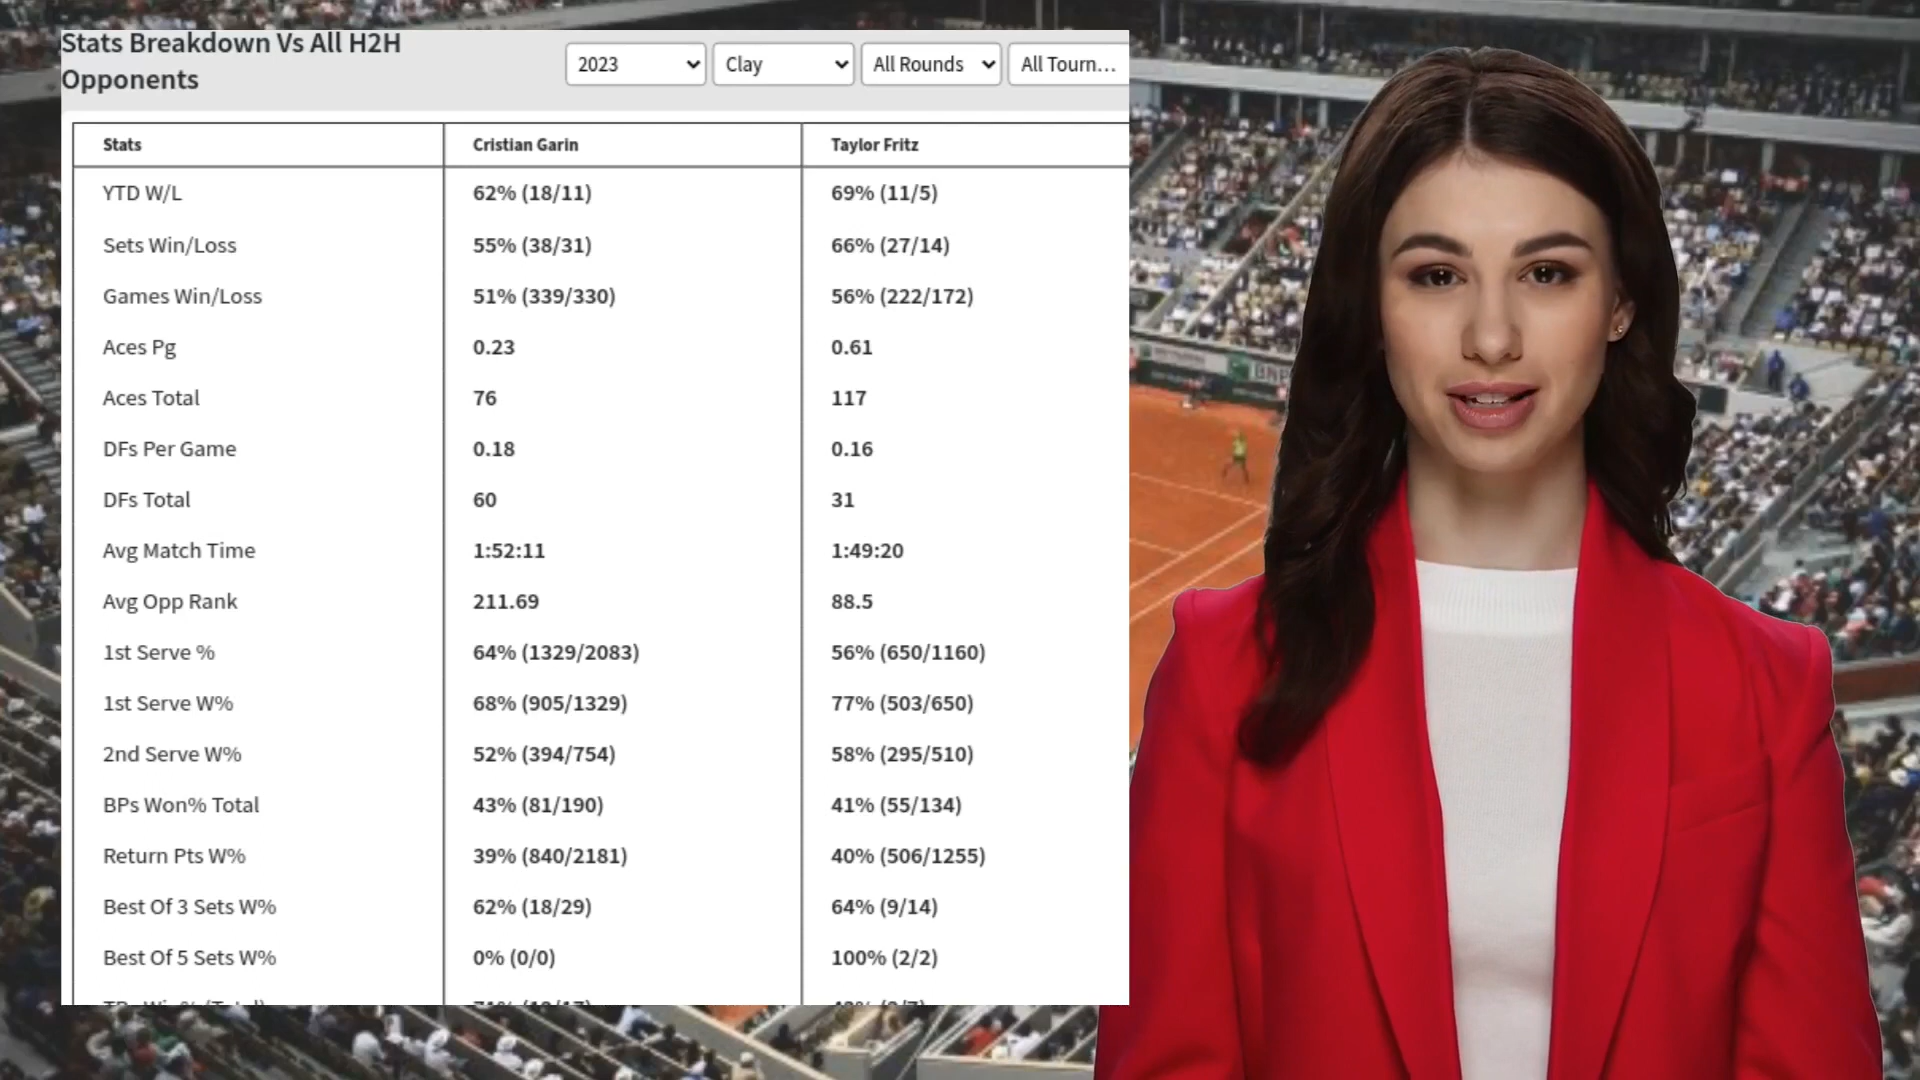 Stats Breakdown Vs All H2H
Opponents
2023 Clay All Rounds All Tourn...
Stats Cristian Garin Taylor Fritz
YTD W/L 62% (18/11) 69% (11/5)
Sets Win/Loss 55% (38/31) 66% (27/14)
Games Win/Loss 51% (339/330) 56% (222/172)
Aces Pg 0.23 0.61
Aces Total 76 117
DFs Per Game 0.18 0.16
DFs Total 60 31
Avg Match Time 1:52:11 1:49:20
Avg Opp Rank 211.69 88.5
1st Serve % 64% (1329/2083) 56% (650/1160)
1st Serve W% 68% (905/1329) 77% (503/650)
2nd Serve W% 52% (394/754) 58% (295/510)
BPs Won% Total 43% (81/190) 41% (55/134)
Return Pts W% 39% (840/2181) 40% (506/1255)
Best Of 3 Sets W% 62% (18/29) 64% (9/14)
Best Of 5 Sets W% 0% (0/0) 100% (2/2)